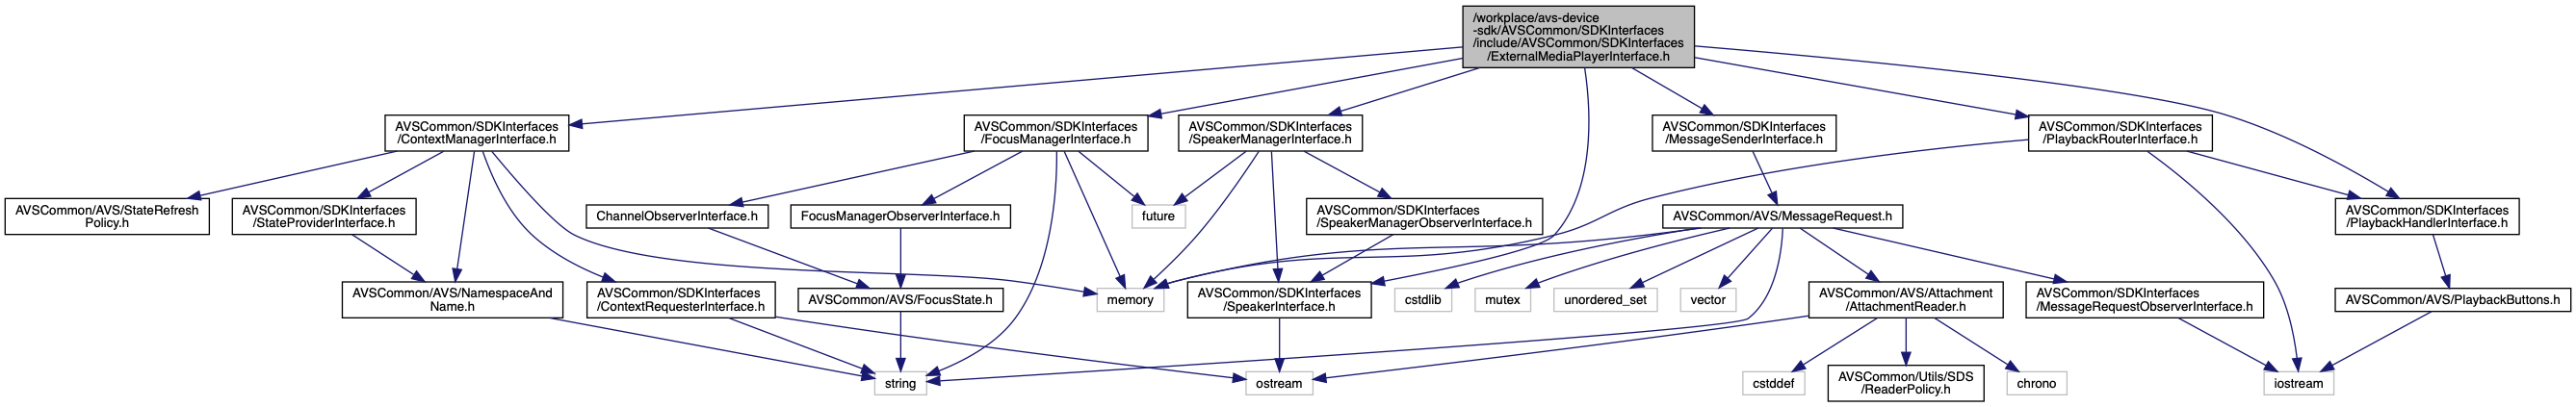 /workplace/avs-device
-sdk/AVSCommon/SDKInterfaces
/include/AVSCommon/SDKInterfaces
/ExternalMediaPlayerInterface.h
AVSCommon/SDKInterfaces
/ContextManagerInterface.h
AVSCommon/SDKInterfaces
/FocusManagerInterface.h
AVSCommon/SDKInterfaces
/SpeakerManagerInterface.h
AVSCommon/SDKInterfaces
/MessageSenderInterface.h
AVSCommon/SDKInterfaces
/PlaybackRouterInterface.h
AVSCommon/AVS/StateRefresh
Policy.h
AVSCommon/SDKInterfaces
/StateProviderInterface.h
ChannelObserverInterface.h
FocusManagerObserverInterface.h
future
AVSCommon/SDKInterfaces
/SpeakerManagerObserverInterface.h
AVSCommon/AVS/MessageRequest.h
AVSCommon/SDKInterfaces
/PlaybackHandlerInterface.h
AVSCommon/AVS/NamespaceAnd
Name.h
AVSCommon/SDKInterfaces
/ContextRequesterInterface.h
AVSCommon/AVS/FocusState.h
memory
AVSCommon/SDKInterfaces
/SpeakerInterface.h
cstdlib
mutex
unordered_set
vector
AVSCommon/AVS/Attachment
/AttachmentReader.h
AVSCommon/SDKInterfaces
/MessageRequestObserverInterface.h
AVSCommon/AVS/PlaybackButtons.h
string
ostream
cstddef
AVSCommon/Utils/SDS
/ReaderPolicy.h
chrono
iostream